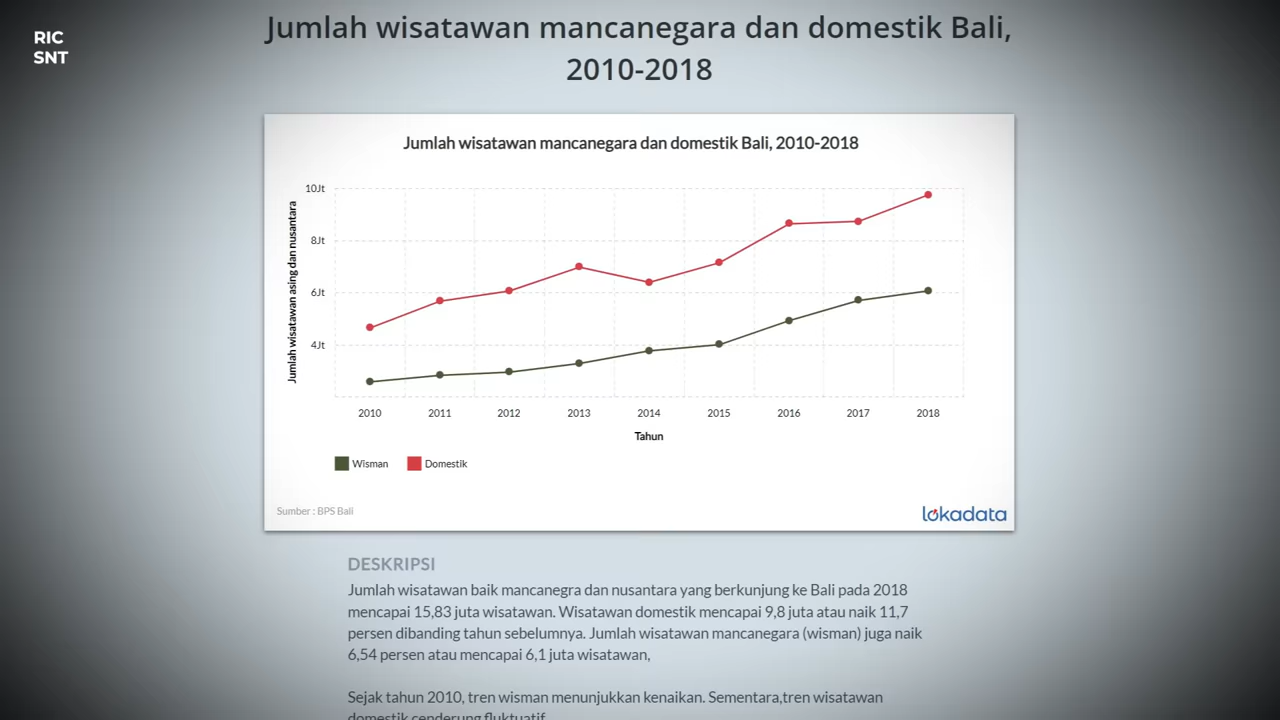 RIC
SNT
Jumlah wisatawan mancanegara dan domestik Bali,
2010-2018
Jumlah wisatawan mancanegara dan domestik Bali, 2010-2018
Jumlah wisatawan asing dan nusantara
10Jt
8Jt
6Jt
4Jt
2010 2011 2012 2013 2014 2015 2016 2017 2018
Tahun
Wisman Domestik
Sumber : BPS Bali
lokadata
DESKRIPSI
Jumlah wisatawan baik mancanegra dan nusantara yang berkunjung ke Bali pada 2018
mencapai 15,83 juta wisatawan. Wisatawan domestik mencapai 9,8 juta atau naik 11,7
persen dibanding tahun sebelumnya. Jumlah wisatawan mancanegara (wisman) juga naik
6,54 persen atau mencapai 6,1 juta wisatawan,
Sejak tahun 2010, tren wisman menunjukkan kenaikan. Sementara,tren wisatawan
domestik cenderung fluktuatif